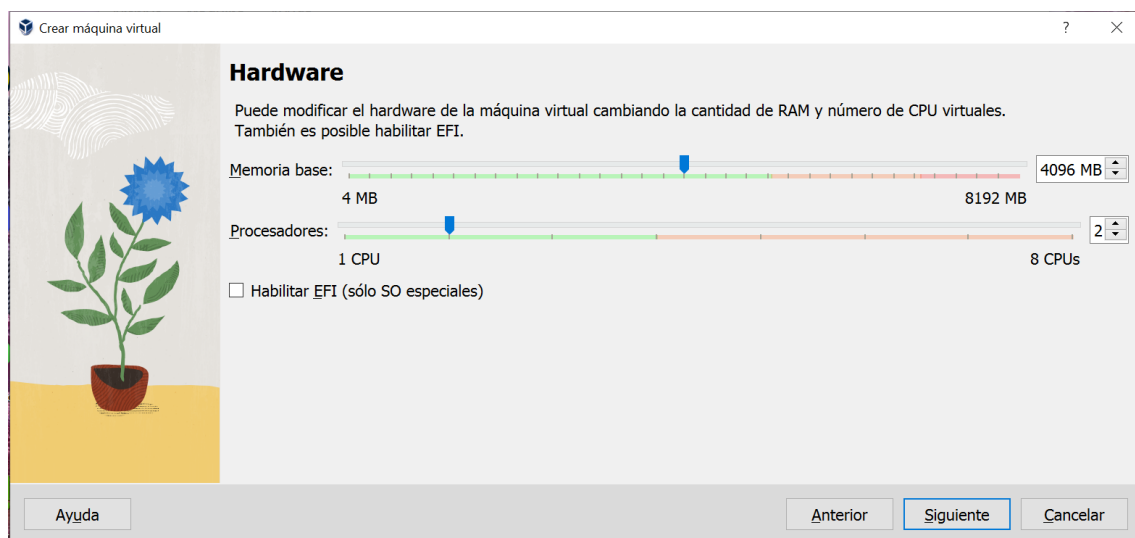 Crear máquina virtual
Hardware
Puede modificar el hardware de la máquina virtual cambiando la cantidad de RAM y número de CPU virtuales.
También es posible habilitar EFI.
Memoria base:
4096 MB
4 MB
8192 MB
Procesadores:
2
1 CPU
8 CPUs
Habilitar EFI (sólo SO especiales)
Ayuda
Anterior
Siguiente
Cancelar